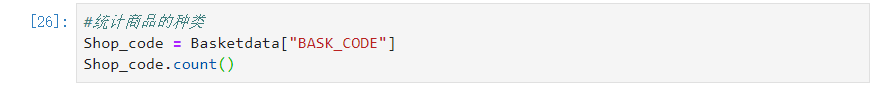 [26]: #统计商品的种类
Shop_code = Basketdata["BASK_CODE"]
Shop_code.count()